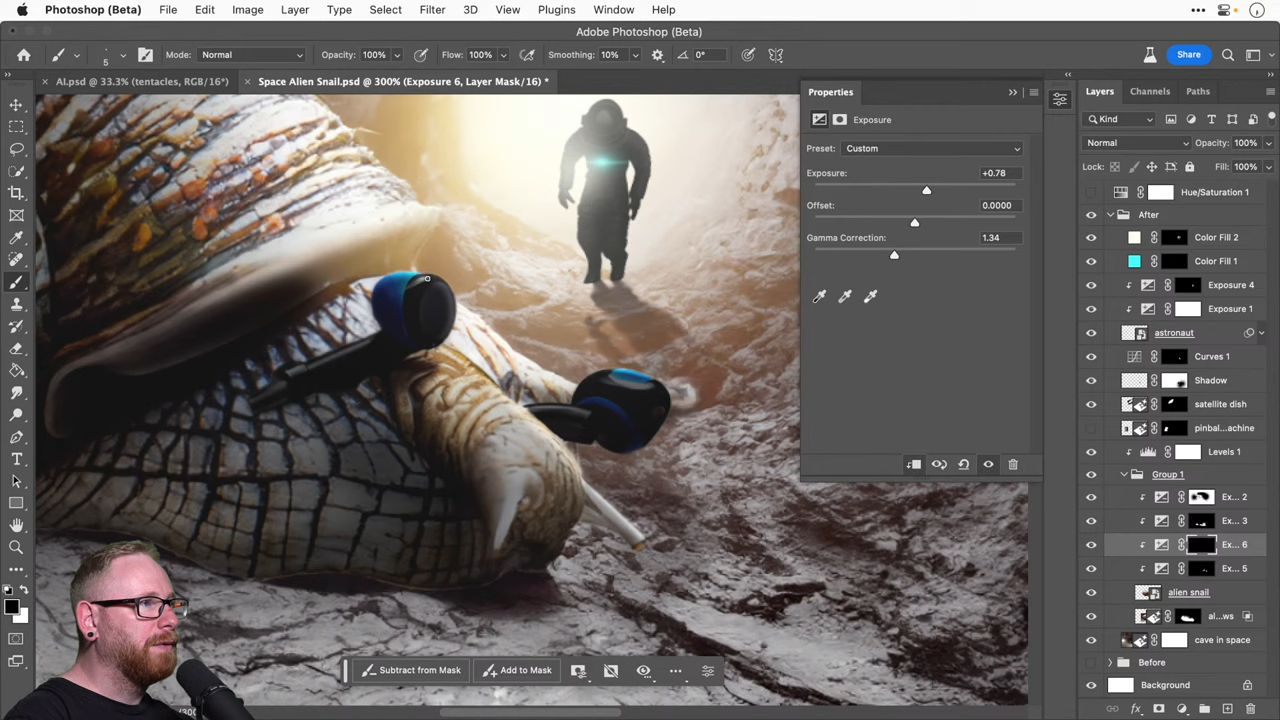 Photoshop (Beta) File Edit Image Layer Type Select Filter 3D View Plugins Window Help
Adobe Photoshop (Beta)
5 Mode: Normal Opacity: 100% Flow: 100% Smoothing: 10% 0° Share
AI.psd @ 33.3% (tentacles, RGB/16*) Space Alien Snail.psd @ 300% (Exposure 6, Layer Mask/16) *
Properties
Exposure
Preset: Custom
Exposure: +0.78
Offset: 0.0000
Gamma Correction: 1.34
Layers Channels Paths
Kind
Normal Opacity: 100%
Lock: Fill: 100%
Hue/Saturation 1
After
Color Fill 2
Color Fill 1
Exposure 4
Exposure 1
astronaut
Curves 1
Shadow
satellite dish
pinbal...achine
Levels 1
Group 1
Ex... 2
Ex... 3
Ex... 6
Ex... 5
alien snail
al...ws
cave in space
Before
Background
Subtract from Mask Add to Mask